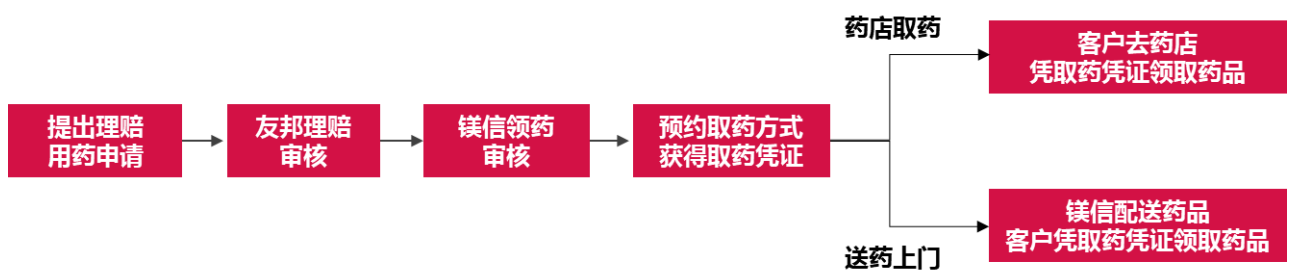 提出理赔
用药申请
友邦理赔
审核
镁信领药
审核
预约取药方式
获得取药凭证
药店取药
客户去药店
凭取药凭证领取药品
送药上门
镁信配送药品
客户凭取药凭证领取药品